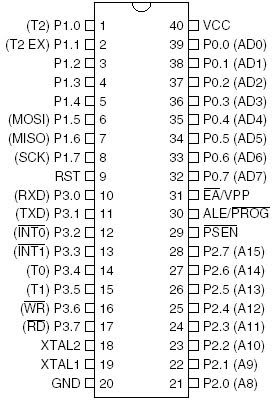 (T2) P1.0 1 40 VCC
(T2 EX) P1.1 2 39 P0.0 (AD0)
P1.2 3 38 P0.1 (AD1)
P1.3 4 37 P0.2 (AD2)
P1.4 5 36 P0.3 (AD3)
(MOSI) P1.5 6 35 P0.4 (AD4)
(MISO) P1.6 7 34 P0.5 (AD5)
(SCK) P1.7 8 33 P0.6 (AD6)
RST 9 32 P0.7 (AD7)
(RXD) P3.0 10 31 E̅A̅/VPP
(TXD) P3.1 11 30 ALE/P̅R̅O̅G̅
(I̅N̅T̅0̅) P3.2 12 29 P̅S̅E̅N̅
(I̅N̅T̅1̅) P3.3 13 28 P2.7 (A15)
(T0) P3.4 14 27 P2.6 (A14)
(T1) P3.5 15 26 P2.5 (A13)
(W̅R̅) P3.6 16 25 P2.4 (A12)
(R̅D̅) P3.7 17 24 P2.3 (A11)
XTAL2 18 23 P2.2 (A10)
XTAL1 19 22 P2.1 (A9)
GND 20 21 P2.0 (A8)